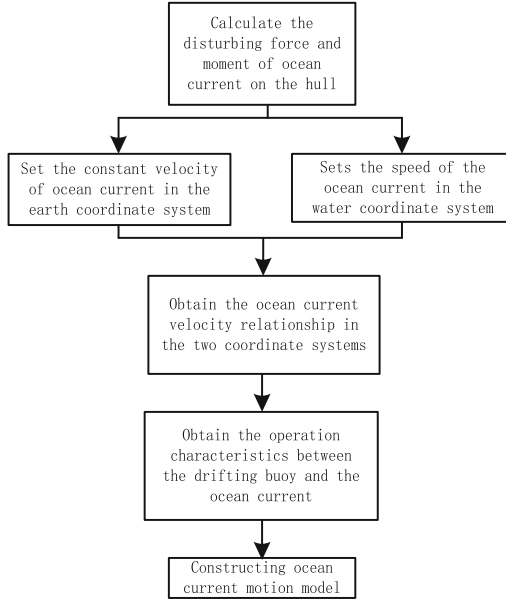 Calculate the
disturbing force and
moment of ocean
current on the hull
Set the constant velocity
of ocean current in the
earth coordinate system
Sets the speed of the
ocean current in the
water coordinate system
Obtain the ocean current
velocity relationship in
the two coordinate systems
Obtain the operation
characteristics between
the drifting buoy and the
ocean current
Constructing ocean
current motion model